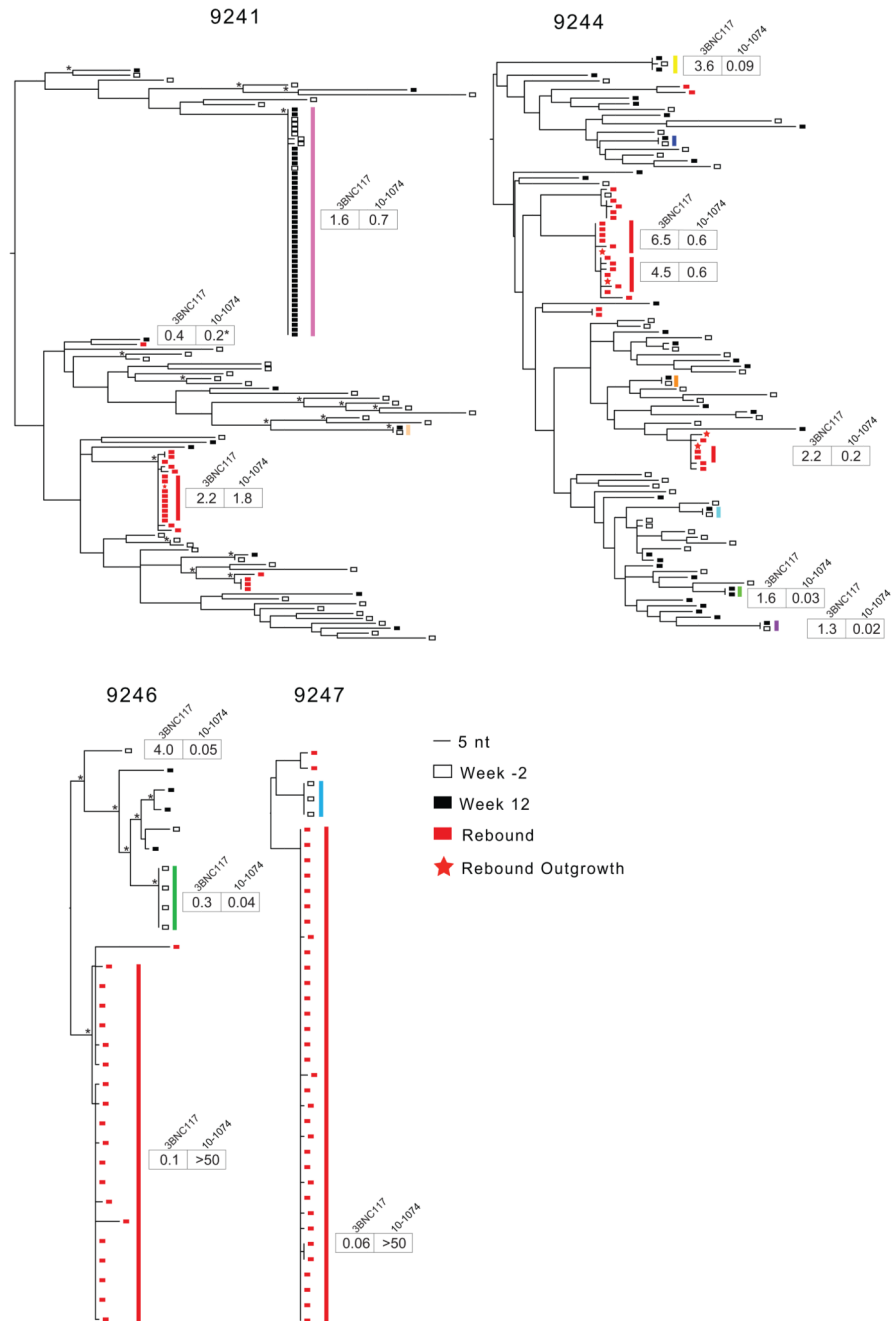 9241
9244
3BNC117 10-1074
3.6 0.09
3BNC117 10-1074
1.6 0.7
3BNC117 10-1074
6.5 0.6
4.5 0.6
3BNC117 10-1074
0.4 0.2*
3BNC117 10-1074
2.2 0.2
3BNC117 10-1074
2.2 1.8
3BNC117 10-1074
1.6 0.03
3BNC117 10-1074
1.3 0.02
9246
9247
3BNC117 10-1074
4.0 0.05
3BNC117 10-1074
0.3 0.04
3BNC117 10-1074
0.1 >50
3BNC117 10-1074
0.06 >50
5 nt
Week -2
Week 12
Rebound
Rebound Outgrowth